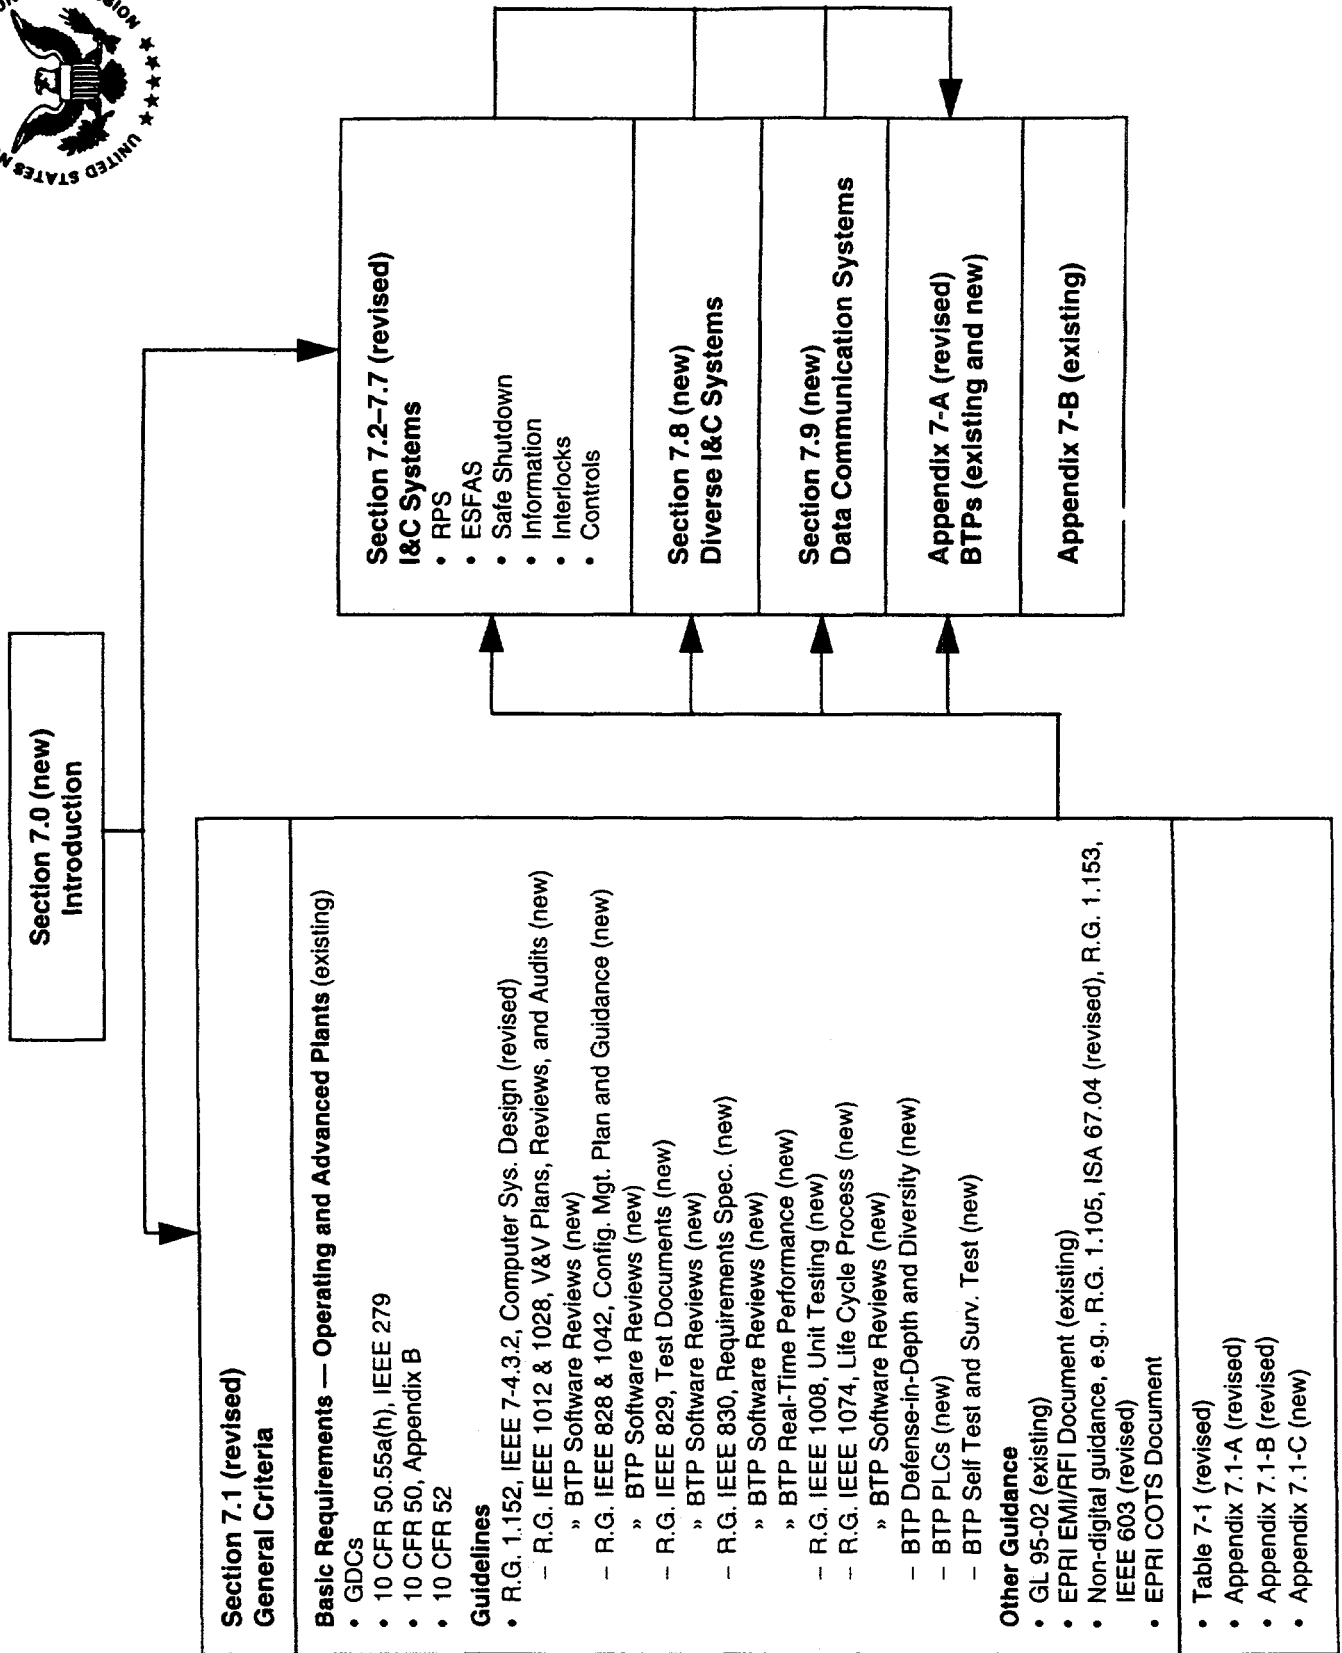 UNITED STATES
Section 7.0 (new)
Introduction
Section 7.1 (revised)
General Criteria
Basic Requirements — Operating and Advanced Plants (existing)
• GDCs
• 10 CFR 50.55a(h), IEEE 279
• 10 CFR 50, Appendix B
• 10 CFR 52
Guidelines
• R.G. 1.152, IEEE 7-4.3.2, Computer Sys. Design (revised)
– R.G. IEEE 1012 & 1028, V&V Plans, Reviews, and Audits (new)
» BTP Software Reviews (new)
– R.G. IEEE 828 & 1042, Config. Mgt. Plan and Guidance (new)
» BTP Software Reviews (new)
– R.G. IEEE 829, Test Documents (new)
» BTP Software Reviews (new)
– R.G. IEEE 830, Requirements Spec. (new)
» BTP Software Reviews (new)
» BTP Real-Time Performance (new)
– R.G. IEEE 1008, Unit Testing (new)
– R.G. IEEE 1074, Life Cycle Process (new)
» BTP Software Reviews (new)
– BTP Defense-in-Depth and Diversity (new)
– BTP PLCs (new)
– BTP Self Test and Surv. Test (new)
Other Guidance
• GL 95-02 (existing)
• EPRI EMI/RFI Document (existing)
• Non-digital guidance, e.g., R.G. 1.105, ISA 67.04 (revised), R.G. 1.153,
IEEE 603 (revised)
• EPRI COTS Document
• Table 7-1 (revised)
• Appendix 7.1-A (revised)
• Appendix 7.1-B (revised)
• Appendix 7.1-C (new)
Section 7.2–7.7 (revised)
I&C Systems
• RPS
• ESFAS
• Safe Shutdown
• Information
• Interlocks
• Controls
Section 7.8 (new)
Diverse I&C Systems
Section 7.9 (new)
Data Communication Systems
Appendix 7-A (revised)
BTPs (existing and new)
Appendix 7-B (existing)